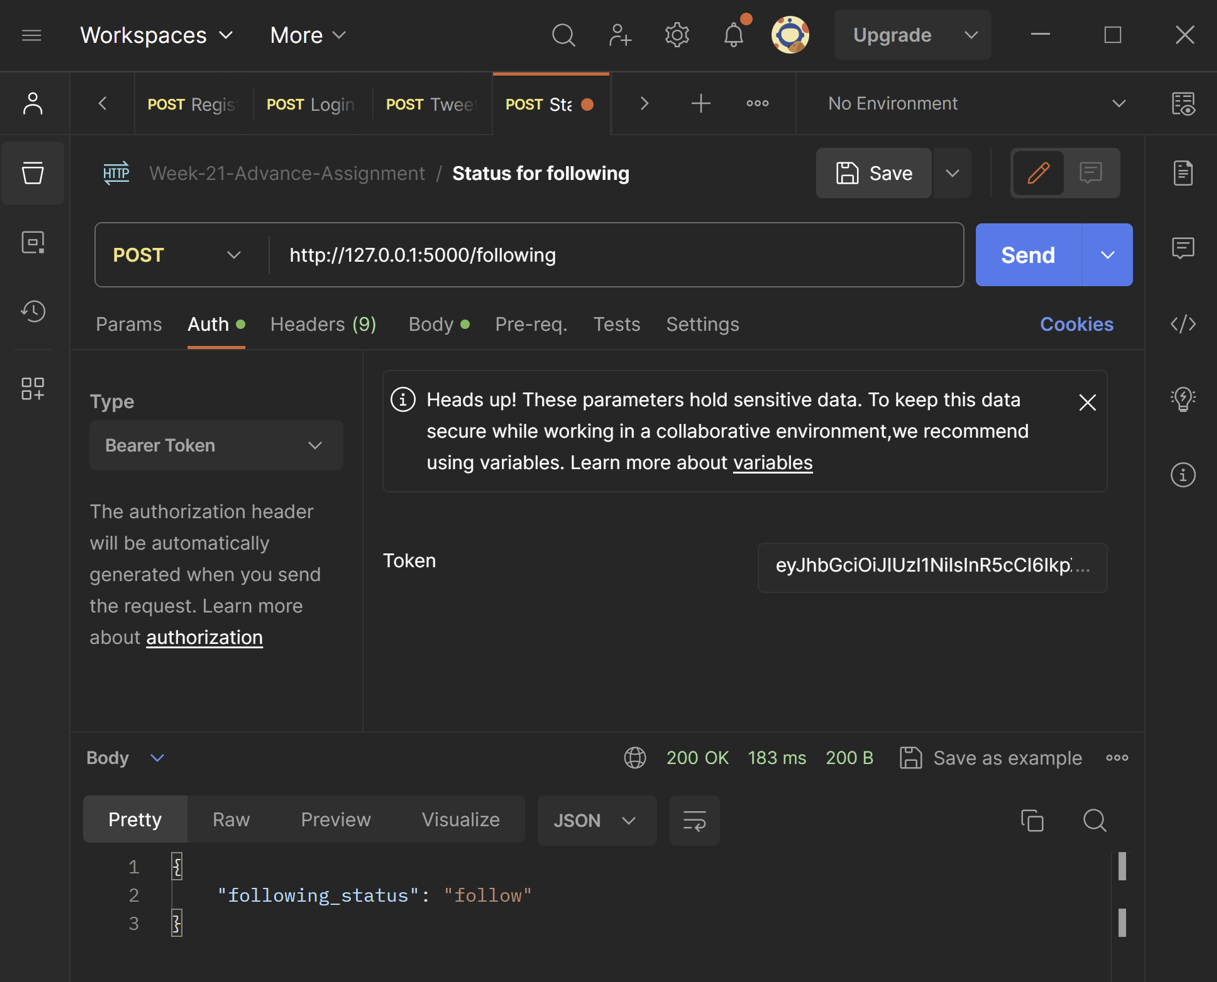 Workspaces More Upgrade
POST Regis POST Login POST Twee POST Sta No Environment
HTTP Week-21-Advance-Assignment / Status for following Save
POST http://127.0.0.1:5000/following Send
Params Auth Headers (9) Body Pre-req. Tests Settings Cookies
Type
Bearer Token
The authorization header
will be automatically
generated when you send
the request. Learn more
about authorization
Heads up! These parameters hold sensitive data. To keep this data
secure while working in a collaborative environment,we recommend
using variables. Learn more about variables
Token eyJhbGciOiJIUzI1NiIsInR5cCI6IkpX...
Body 200 OK 183 ms 200 B Save as example
Pretty Raw Preview Visualize JSON
1 {
2 "following_status": "follow"
3 }